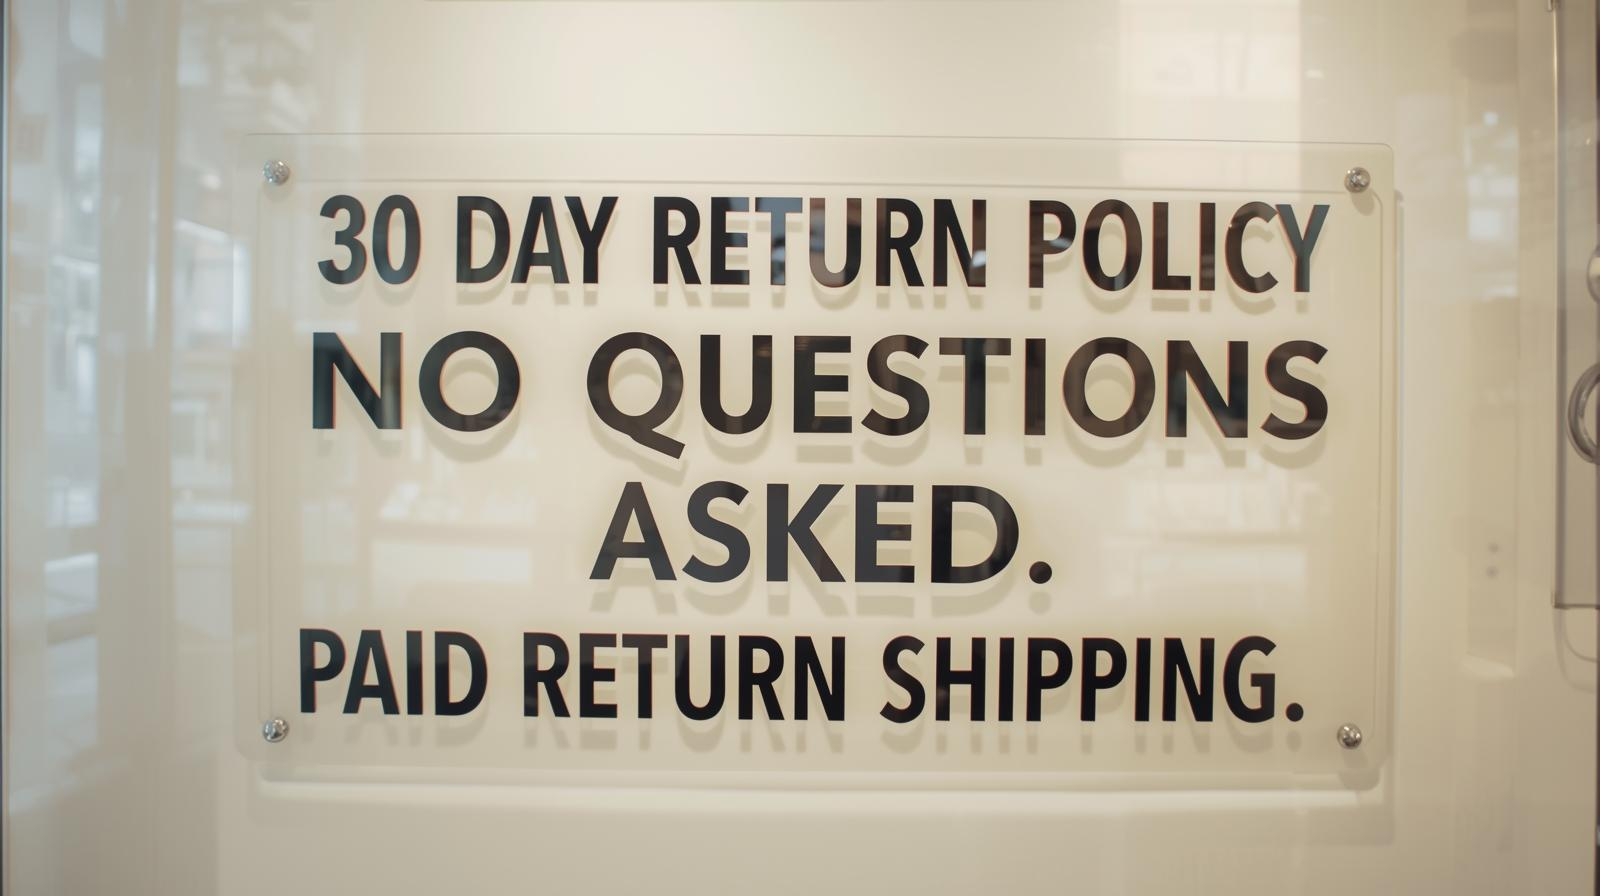 30 DAY RETURN POLICY
NO QUESTIONS
ASKED.
PAID RETURN SHIPPING.